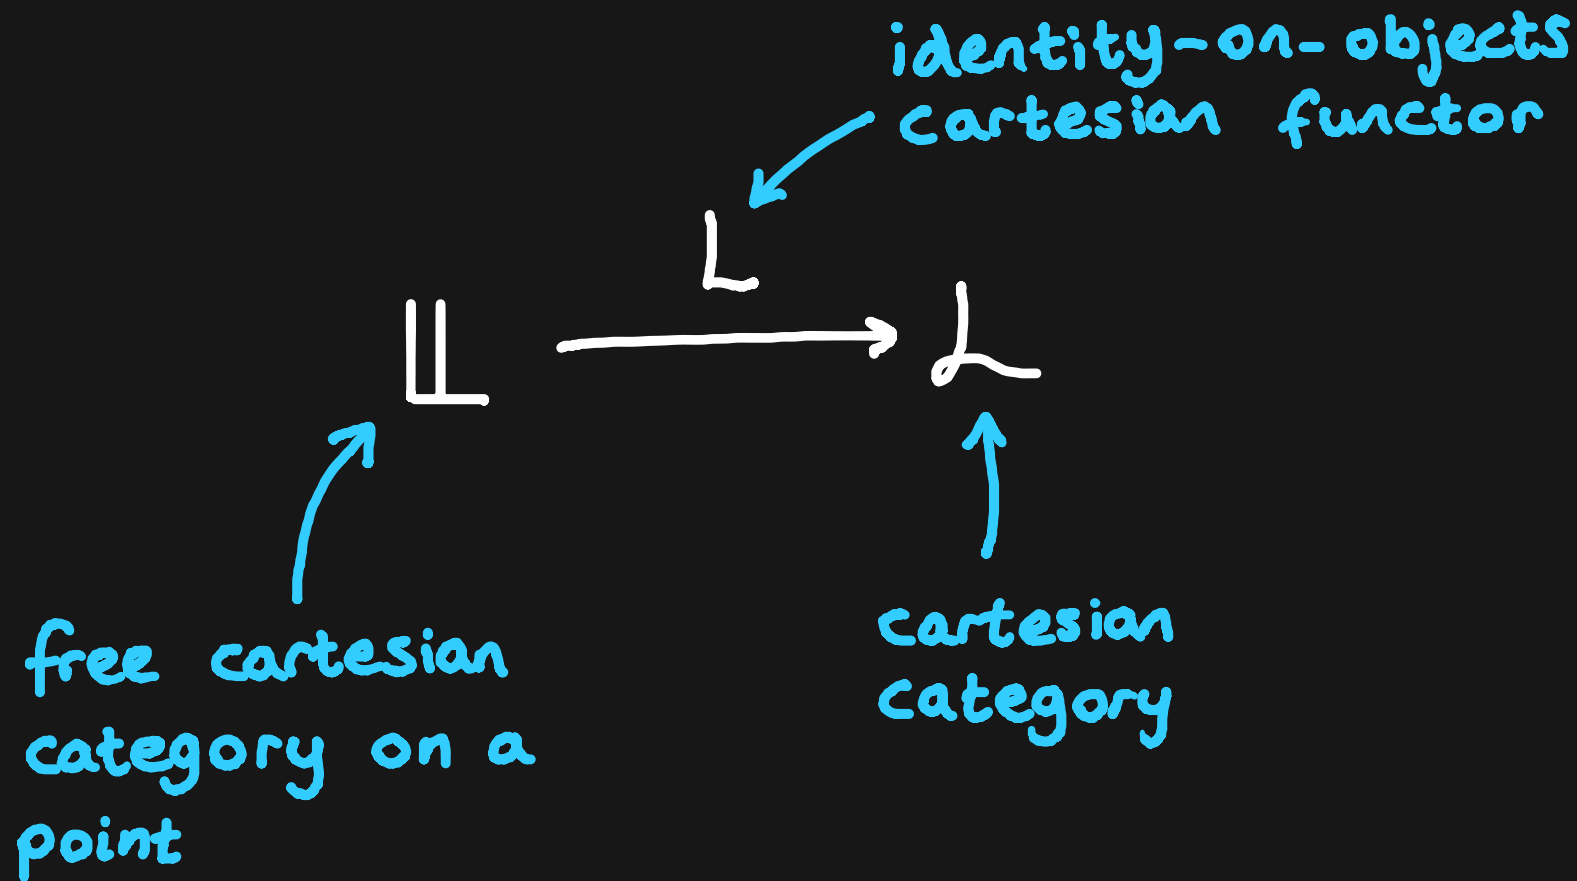 identity-on-objects
cartesian functor
L
𝕃 ℒ
free cartesian
category on a
point
cartesian
category